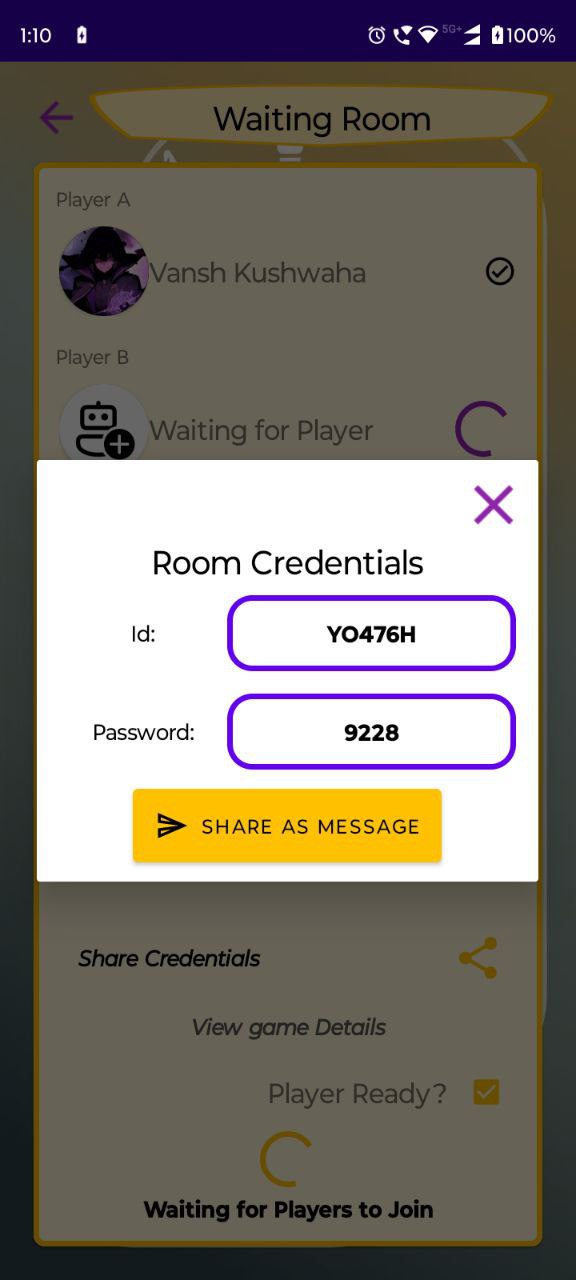 1:10 5G+ 100%
Waiting Room
Player A
Vansh Kushwaha
Player B
Waiting for Player
Room Credentials
Id: YO476H
Password: 9228
SHARE AS MESSAGE
Share Credentials
View game Details
Player Ready?
Waiting for Players to Join